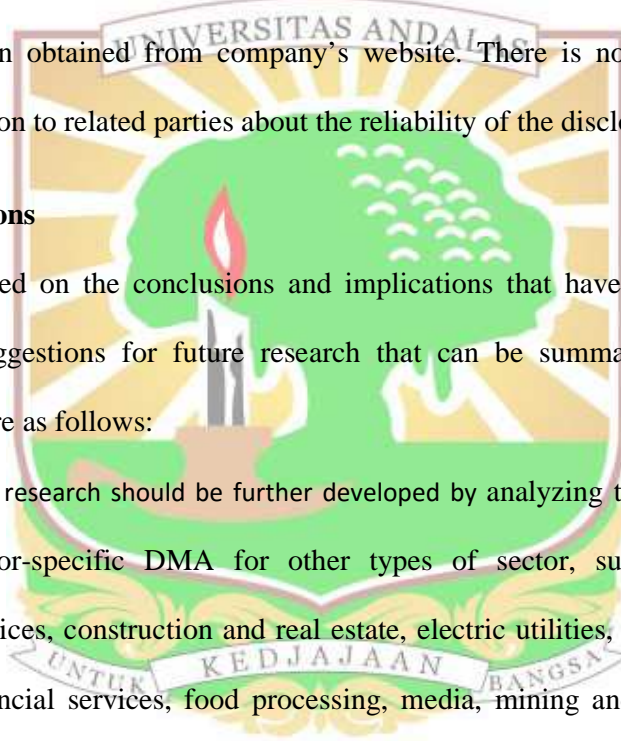 UNIVERSITAS ANDALAS
n obtained from company's website. There is no
on to related parties about the reliability of the disclo
ons
ed on the conclusions and implications that have
ggestions for future research that can be summa
re as follows:
research should be further developed by analyzing t
or-specific DMA for other types of sector, su
ices, construction and real estate, electric utilities,
UNTUK KEDJAJAAN BANGSA
ncial services, food processing, media, mining an